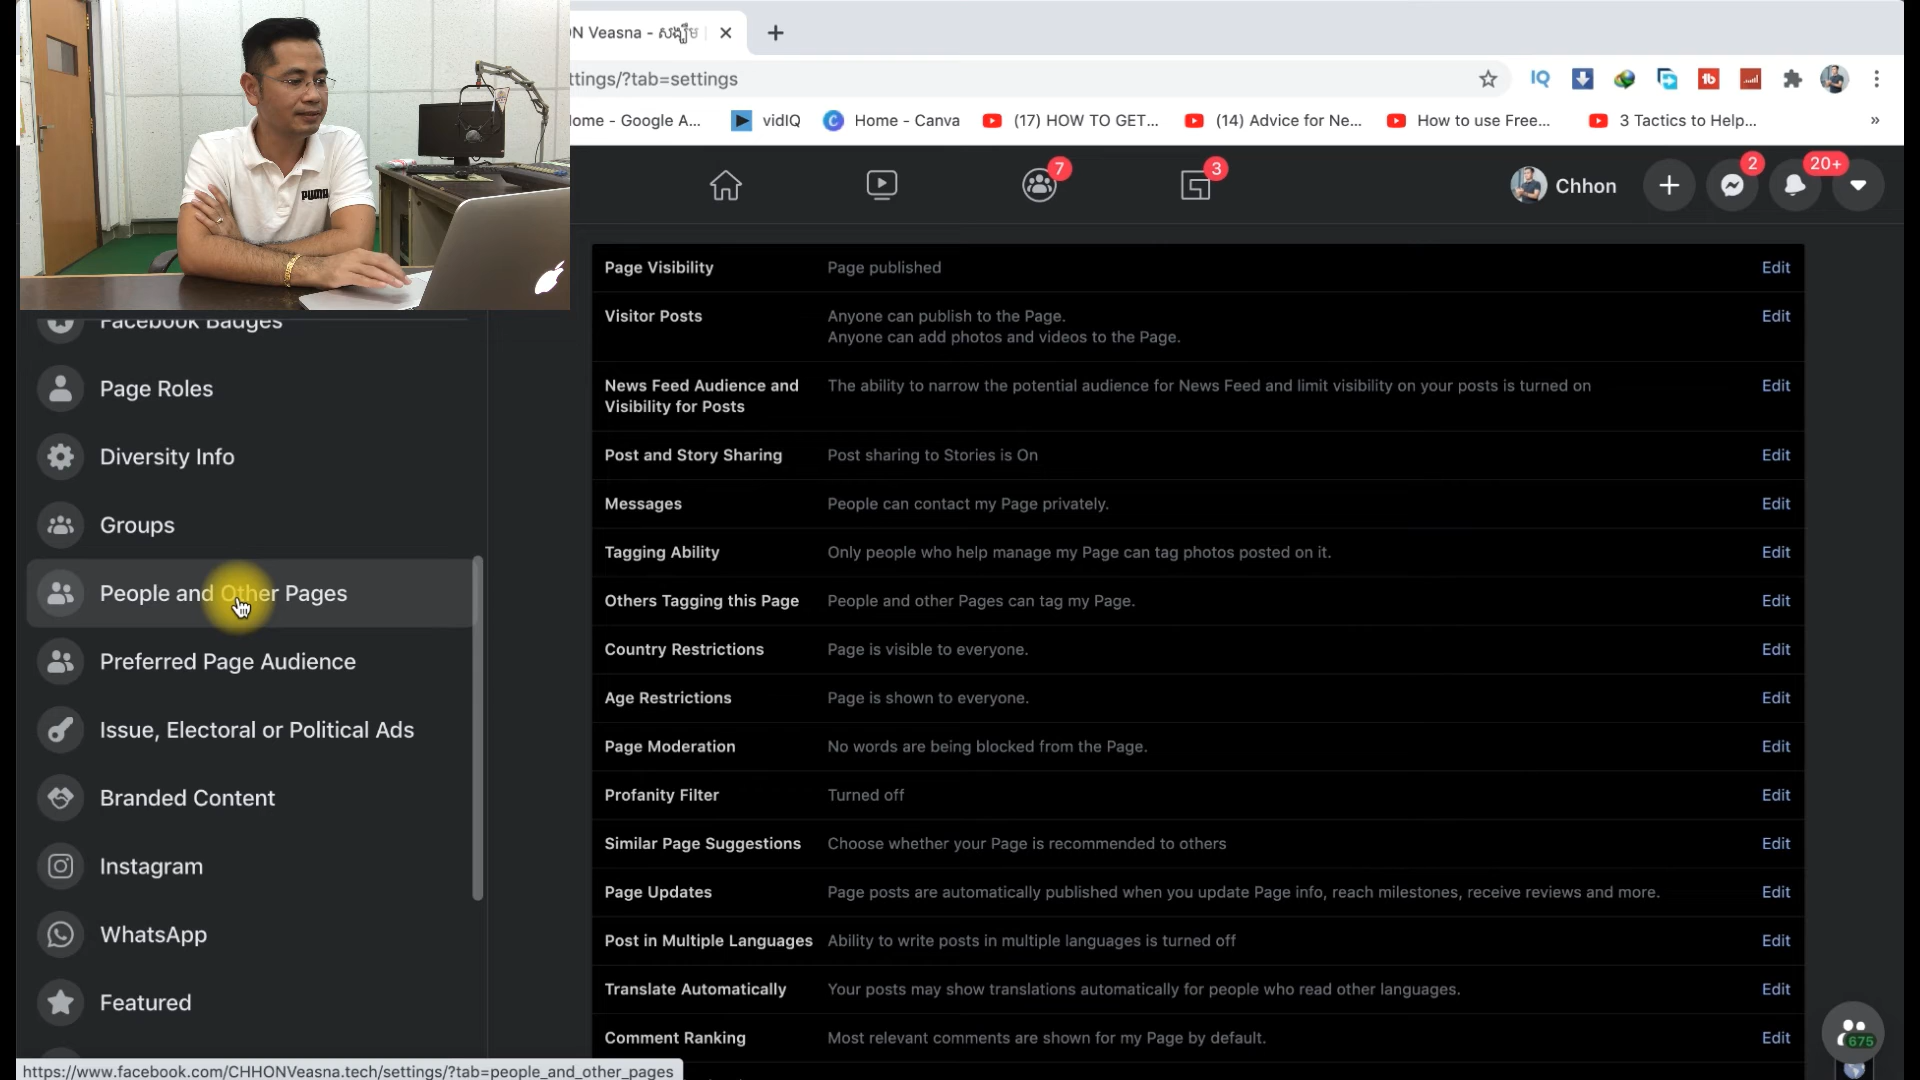 N Veasna - សង្ឃឹម
ttings/?tab=settings
ome - Google A...
vidIQ
Home - Canva
(17) HOW TO GET...
(14) Advice for Ne...
How to use Free...
3 Tactics to Help...
»
7
3
Chhon
2
20+
PUMA
Facebook Badges
Page Roles
Diversity Info
Groups
People and Other Pages
Preferred Page Audience
Issue, Electoral or Political Ads
Branded Content
Instagram
WhatsApp
Featured
https://www.facebook.com/CHHONVeasna.tech/settings/?tab=people_and_other_pages
Page Visibility Page published Edit
Visitor Posts Anyone can publish to the Page. Edit
Anyone can add photos and videos to the Page.
News Feed Audience and The ability to narrow the potential audience for News Feed and limit visibility on your posts is turned on Edit
Visibility for Posts
Post and Story Sharing Post sharing to Stories is On Edit
Messages People can contact my Page privately. Edit
Tagging Ability Only people who help manage my Page can tag photos posted on it. Edit
Others Tagging this Page People and other Pages can tag my Page. Edit
Country Restrictions Page is visible to everyone. Edit
Age Restrictions Page is shown to everyone. Edit
Page Moderation No words are being blocked from the Page. Edit
Profanity Filter Turned off Edit
Similar Page Suggestions Choose whether your Page is recommended to others Edit
Page Updates Page posts are automatically published when you update Page info, reach milestones, receive reviews and more. Edit
Post in Multiple Languages Ability to write posts in multiple languages is turned off Edit
Translate Automatically Your posts may show translations automatically for people who read other languages. Edit
Comment Ranking Most relevant comments are shown for my Page by default. Edit
675